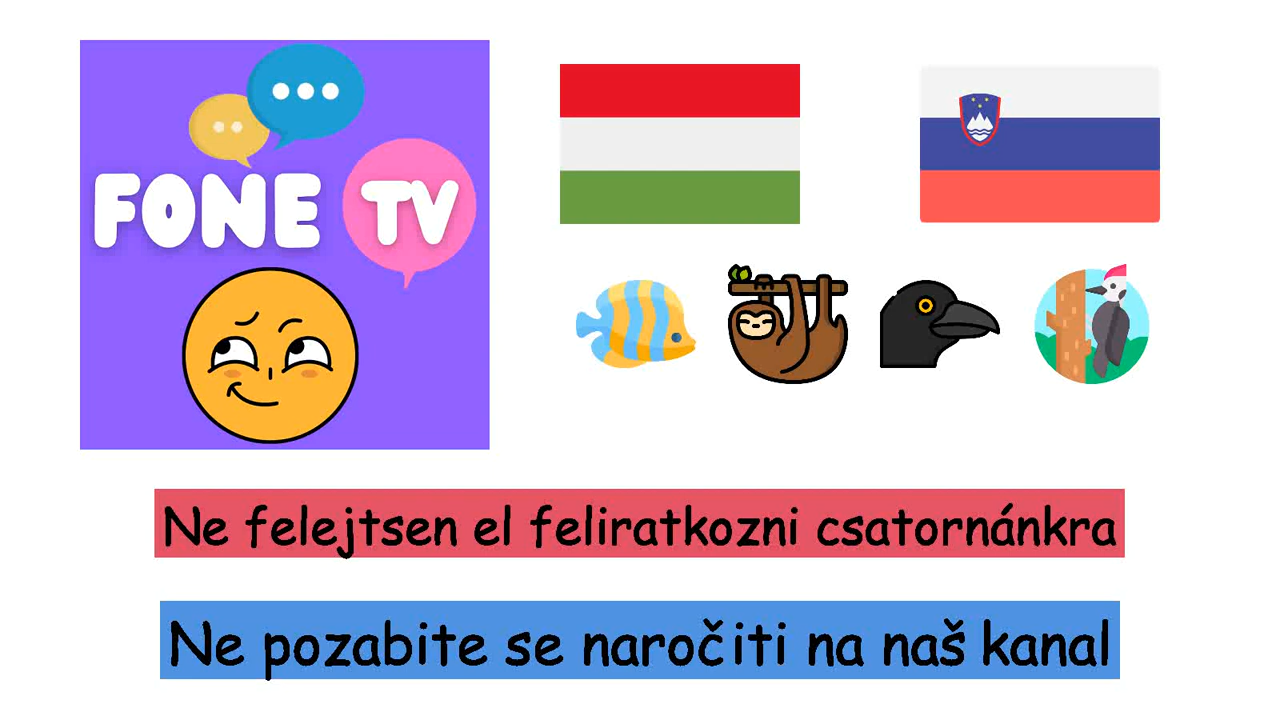 FONE TV
Ne felejtsen el feliratkozni csatornánkra
Ne pozabite se naročiti na naš kanal